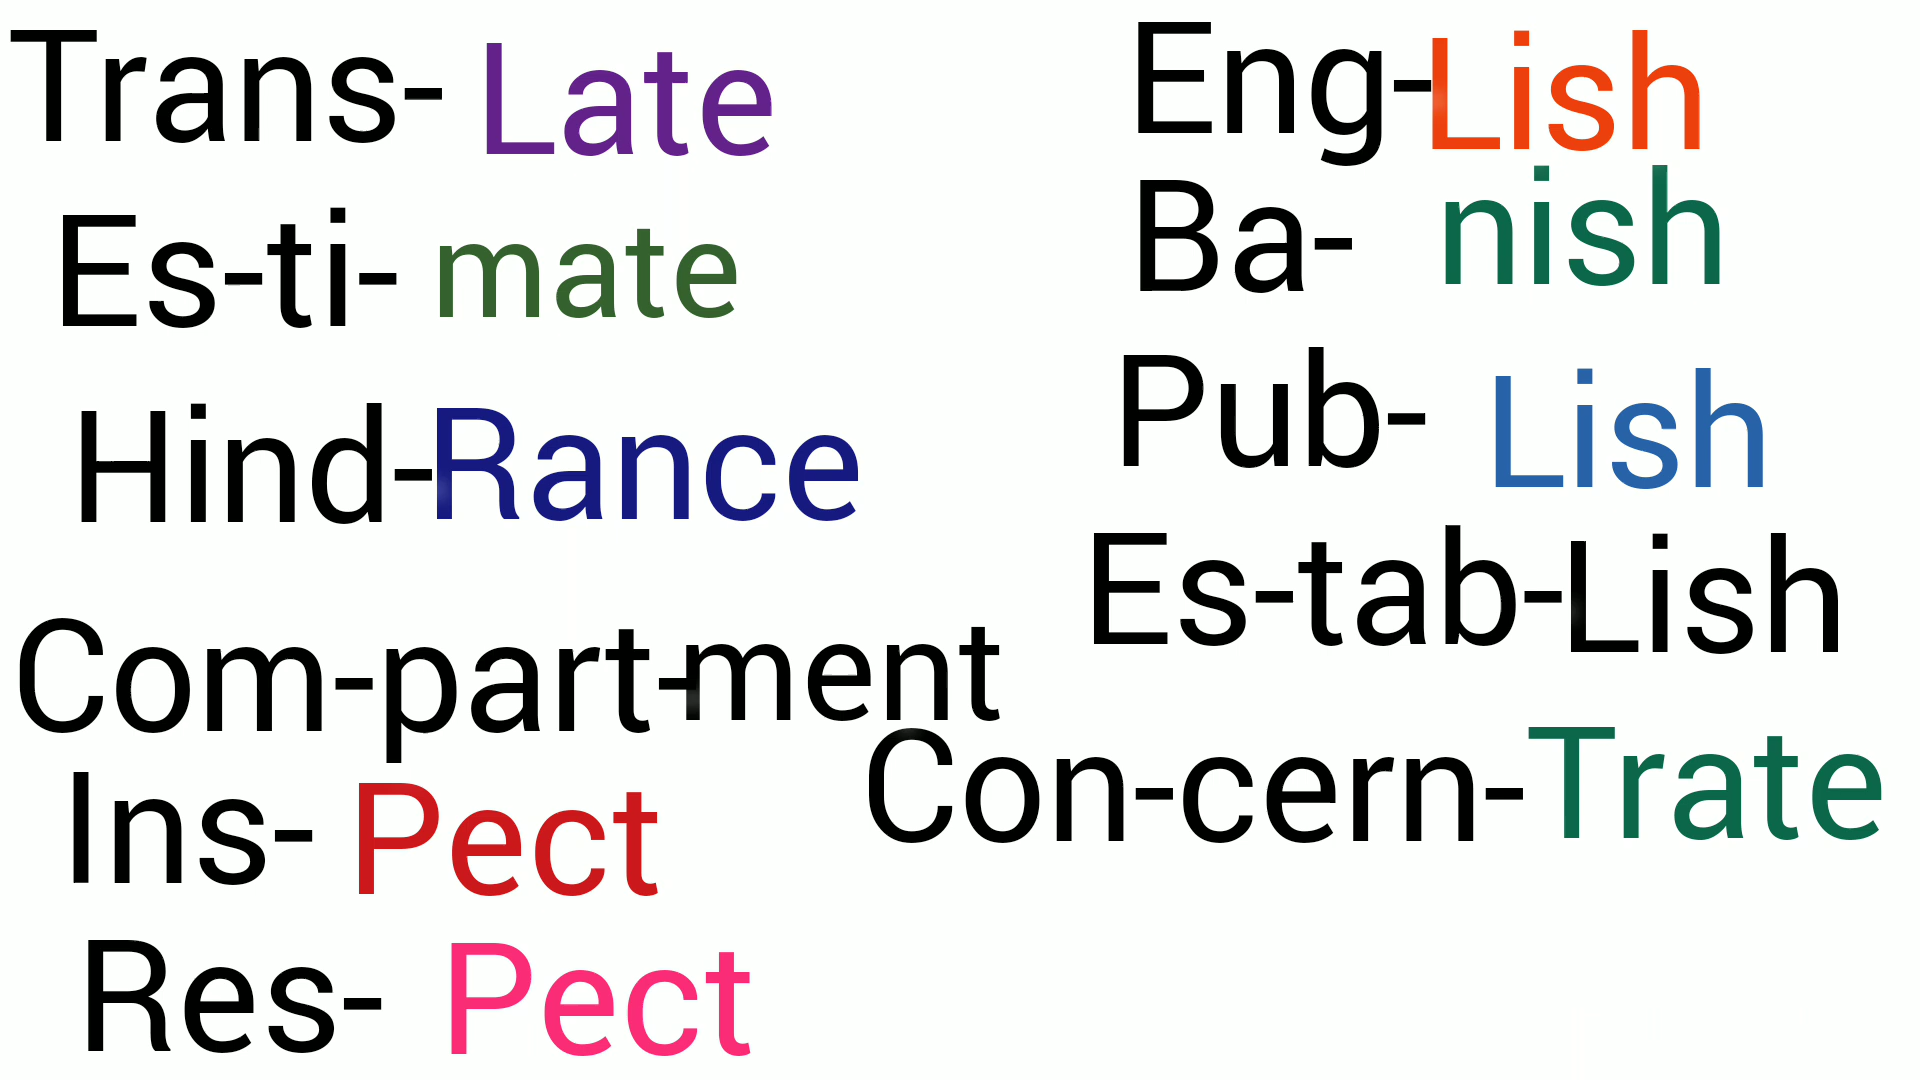 Trans- Late
Es-ti- mate
Hind-Rance
Com-part-ment
Ins- Pect
Res- Pect
Eng-Lish
Ba- nish
Pub- Lish
Es-tab-Lish
Con-cern-Trate